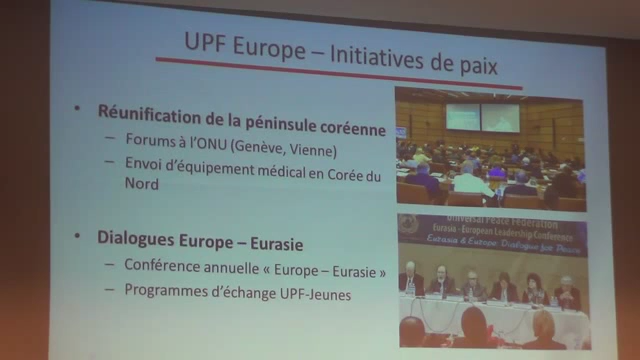 UPF Europe – Initiatives de paix
• Réunification de la péninsule coréenne
– Forums à l'ONU (Genève, Vienne)
– Envoi d'équipement médical en Corée du
Nord
• Dialogues Europe – Eurasie
– Conférence annuelle « Europe – Eurasie »
– Programmes d'échange UPF-Jeunes
Universal Peace Federation
Eurasia - European Leadership Conference
Eurasia & Europe: Dialogue for Peace